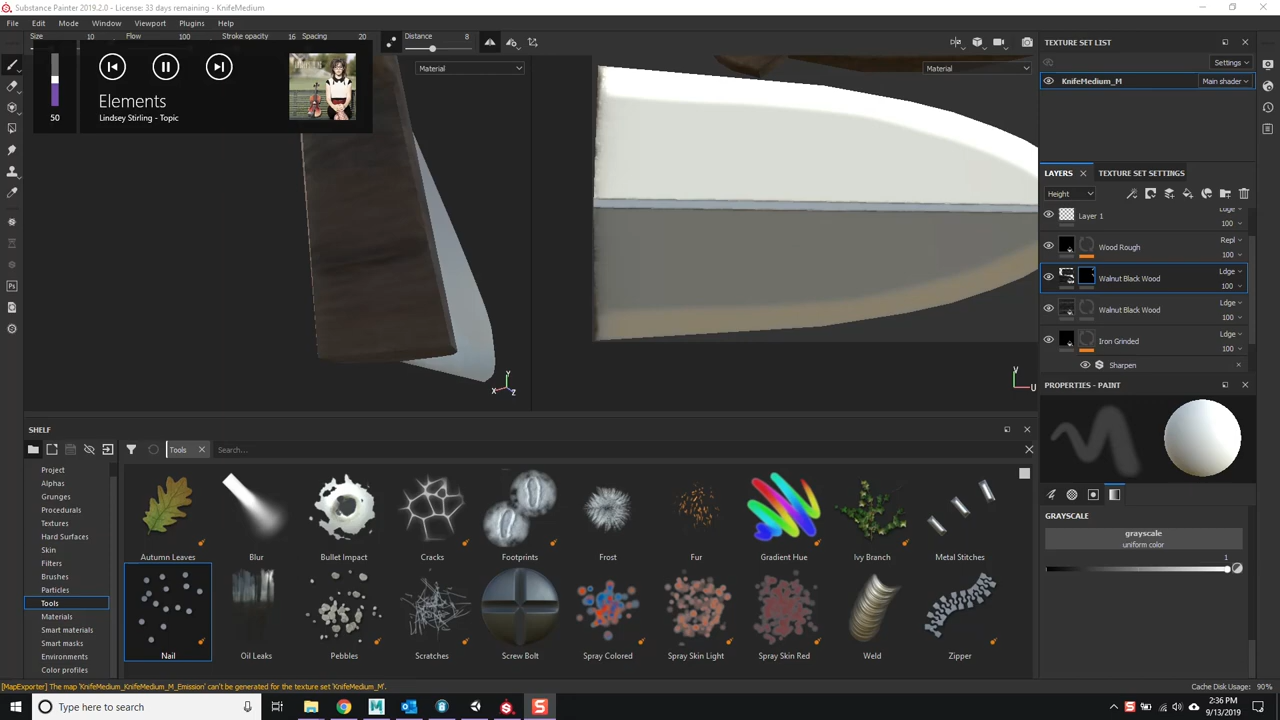 Substance Painter 2019.2.0 - License: 33 days remaining - KnifeMedium
File Edit Mode Window Viewport Plugins Help
Size 10 Flow 100 Stroke opacity 16 Spacing 20 Distance 8
Material
Material
50
Elements
Lindsey Stirling - Topic
X Y Z
V U
TEXTURE SET LIST
Settings
KnifeMedium_M Main shader
LAYERS TEXTURE SET SETTINGS
Height
Layer 1 Ldge 100
Wood Rough Repl 100
Walnut Black Wood Ldge 100
Walnut Black Wood Ldge 100
Iron Grinded Ldge 100
Sharpen
PROPERTIES - PAINT
GRAYSCALE
grayscale
uniform color
1
SHELF
Tools Search...
Project
Alphas
Grunges
Procedurals
Textures
Hard Surfaces
Skin
Filters
Brushes
Particles
Tools
Materials
Smart materials
Smart masks
Environments
Color profiles
Autumn Leaves Blur Bullet Impact Cracks Footprints Frost Fur Gradient Hue Ivy Branch Metal Stitches
Nail Oil Leaks Pebbles Scratches Screw Bolt Spray Colored Spray Skin Light Spray Skin Red Weld Zipper
[MapExporter] The map 'KnifeMedium_KnifeMedium_M_Emission' can't be generated for the texture set 'KnifeMedium_M'.
Cache Disk Usage: 90%
Type here to search
2:36 PM
9/13/2019